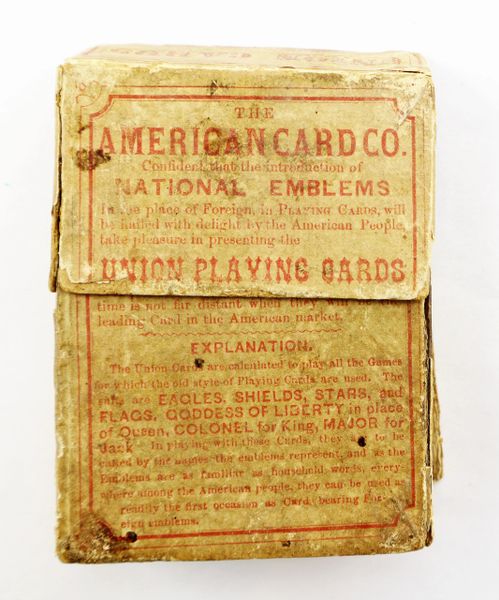 THE
AMERICAN CARD CO.
Confident that the introduction of
NATIONAL EMBLEMS
In the place of Foreign, in PLAYING CARDS, will
be hailed with delight by the American People,
take pleasure in presenting the
UNION PLAYING CARDS
time is not far distant when they
leading Card in the American market.
EXPLANATION.
The Union Cards are calculated to play all the Games
for which the old style of Playing Cards are used. The
suits are EAGLES, SHIELDS, STARS, and
FLAGS. GODDESS OF LIBERTY in place
of Queen, COLONEL for King, MAJOR for
Jack. In playing with these Cards, they to be
called by the names the emblems represent, and as the
Emblems are as familiar as household words, every-
where among the American people, they can be used as
readily the first occasion as Cards bearing For-
eign emblems.